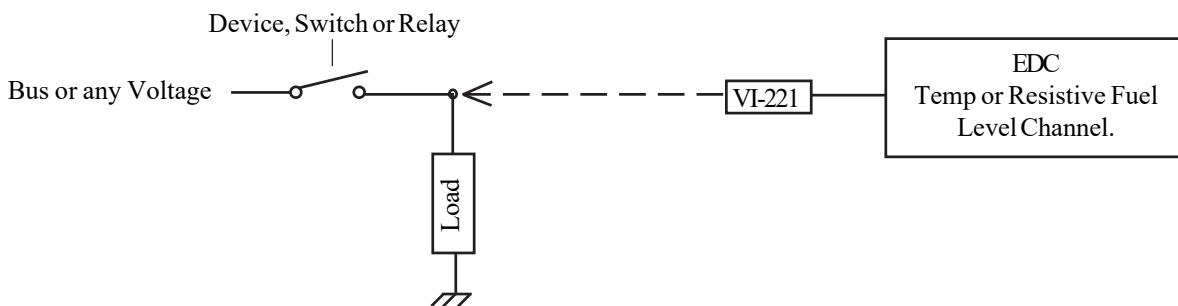 Device, Switch or Relay
Bus or any Voltage
VI-221
EDC
Temp or Resistive Fuel
Level Channel.
Load